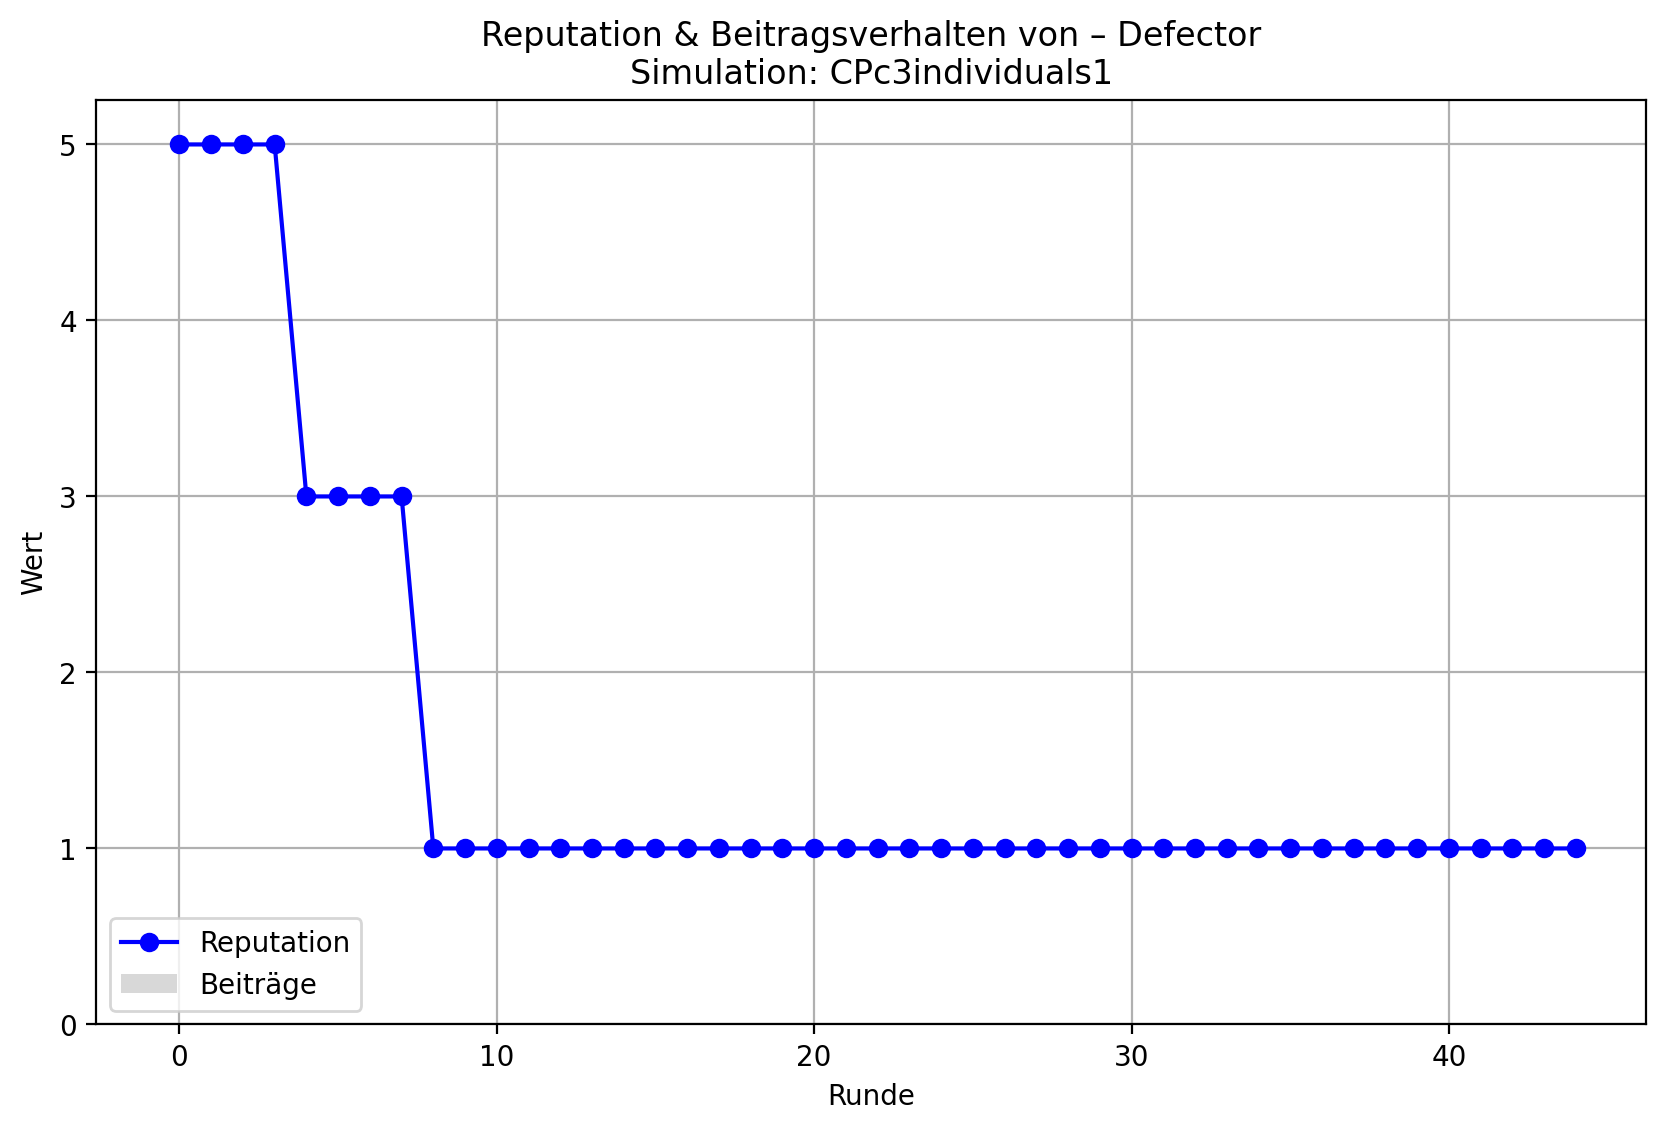 Reputation & Beitragsverhalten von – Defector
Simulation: CPc3individuals1
5
4
3
2
1
0
Wert
Reputation
Beiträge
0 10 20 30 40
Runde